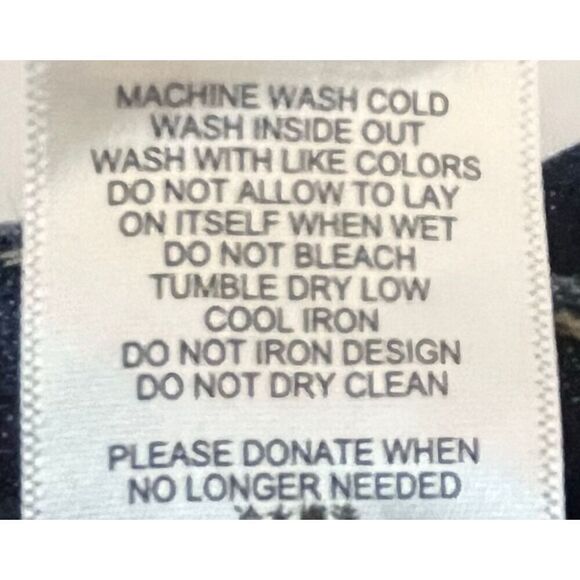 MACHINE WASH COLD
WASH INSIDE OUT
WASH WITH LIKE COLORS
DO NOT ALLOW TO LAY
ON ITSELF WHEN WET
DO NOT BLEACH
TUMBLE DRY LOW
COOL IRON
DO NOT IRON DESIGN
DO NOT DRY CLEAN
PLEASE DONATE WHEN
NO LONGER NEEDED